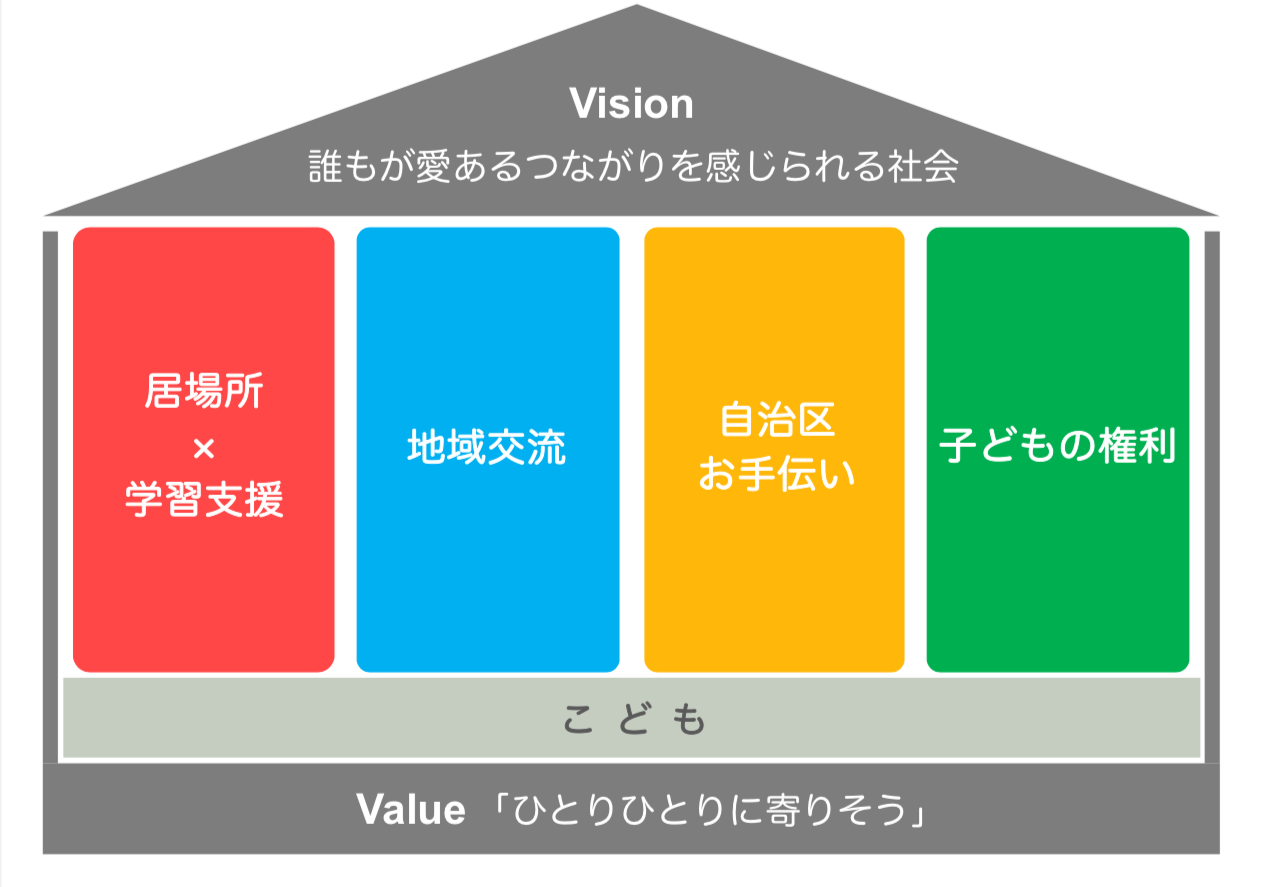 Vision
誰もが愛あるつながりを感じられる社会
居場所
×
学習支援
地域交流
自治区
お手伝い
子どもの権利
こども
Value 「ひとりひとりに寄りそう」